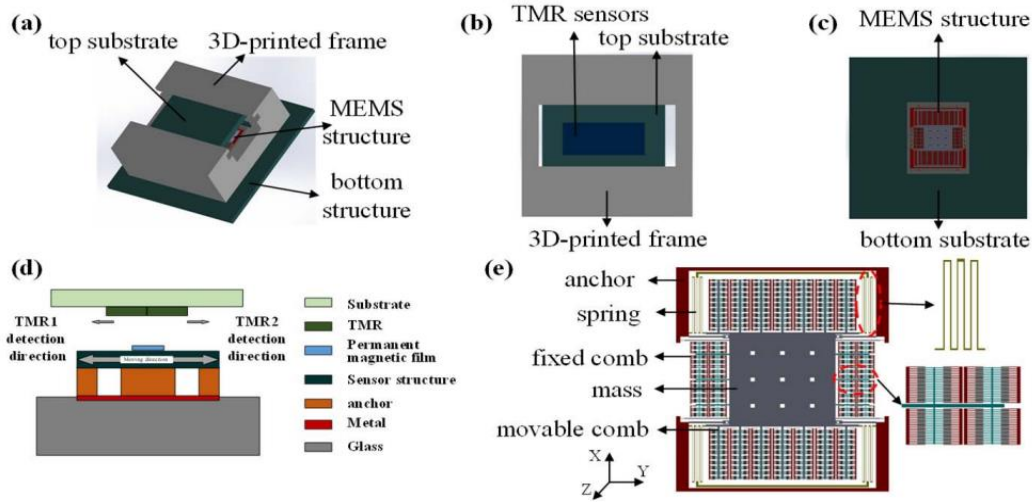 (a)
top substrate
3D-printed frame
MEMS
structure
bottom
structure
(b)
TMR sensors
top substrate
3D-printed frame
(c)
MEMS structure
bottom substrate
(d)
TMR1
detection
direction
TMR2
detection
direction
Moving direction
Substrate
TMR
Permanent
magnetic film
Sensor structure
anchor
Metal
Glass
(e)
anchor
spring
fixed comb
mass
movable comb
X
Y
Z